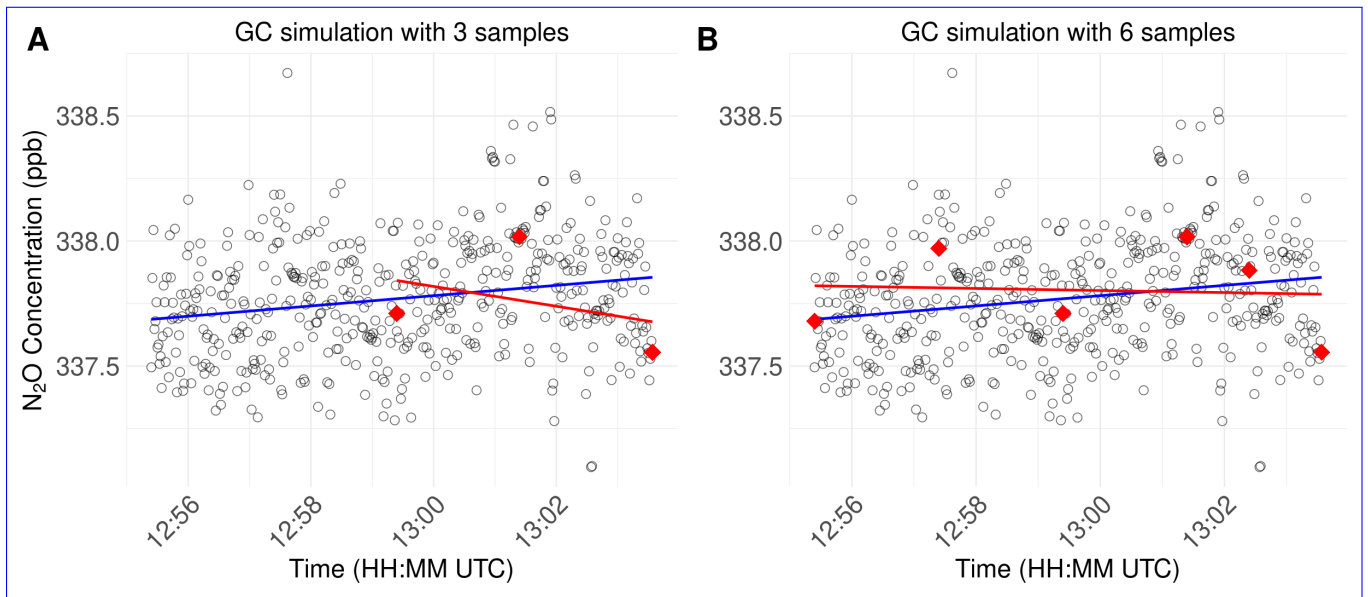 A
GC simulation with 3 samples
N₂O Concentration (ppb)
338.5
338.0
337.5
12:56
12:58
13:00
13:02
Time (HH:MM UTC)
B
GC simulation with 6 samples
338.5
338.0
337.5
12:56
12:58
13:00
13:02
Time (HH:MM UTC)